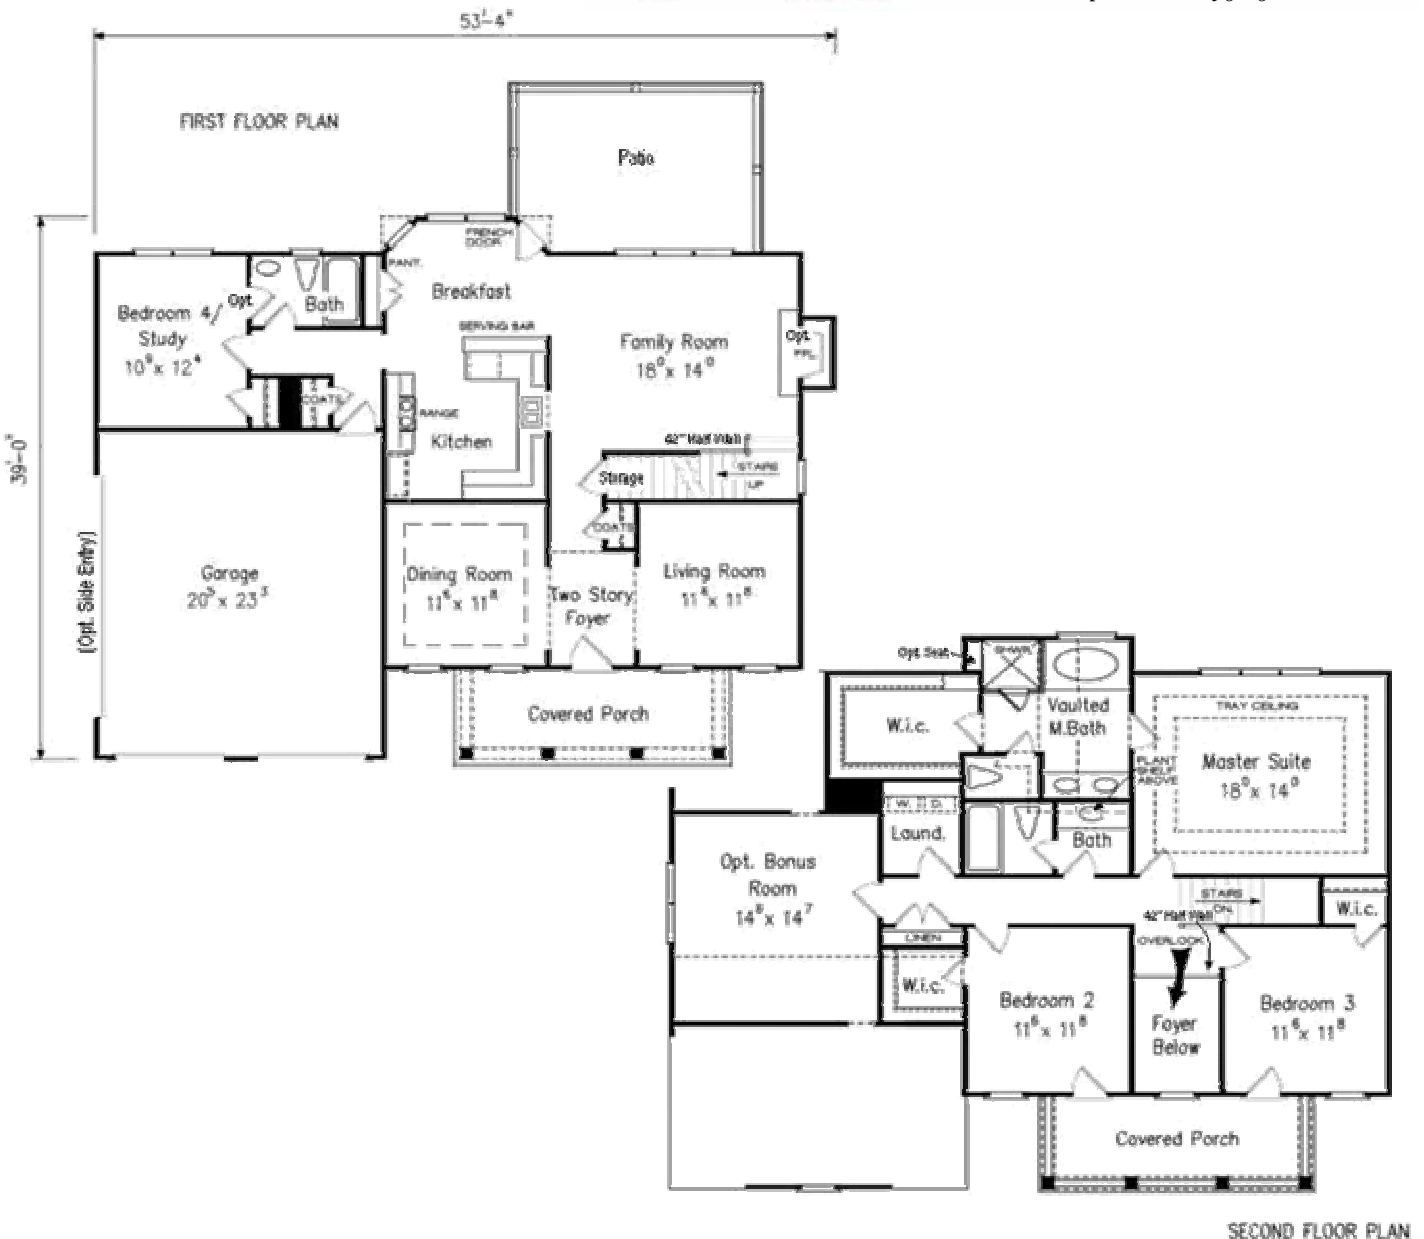 53'-4"
FIRST FLOOR PLAN
Patio
FRENCH
DOOR
PANT.
Breakfast
Bedroom 4/
Study
10⁹x 12⁴
Opt
Bath
SERVING BAR
Family Room
18⁰x 14⁰
Opt
FPL
COATS
RANGE
Kitchen
42" Half Wall
Storage
STAIRS
UP
39'-0"
COATS
(Opt. Side Entry)
Garage
20⁵x 23³
Dining Room
11⁶x 11⁸
Two Story
Foyer
Living Room
11⁶x 11⁸
Covered Porch
Opt Seat
SHWR
W.i.c.
Vaulted
M.Bath
TRAY CEILING
Master Suite
18⁰x 14⁰
PLANT
SHELF
ABOVE
W. D.
Laund.
Bath
Opt. Bonus
Room
14⁶x 14⁷
STAIRS
DN.
42" Half Wall
W.i.c.
LINEN
OVERLOOK
W.i.c.
Bedroom 2
11⁶x 11⁸
Foyer
Below
Bedroom 3
11⁶x 11⁸
Covered Porch
SECOND FLOOR PLAN